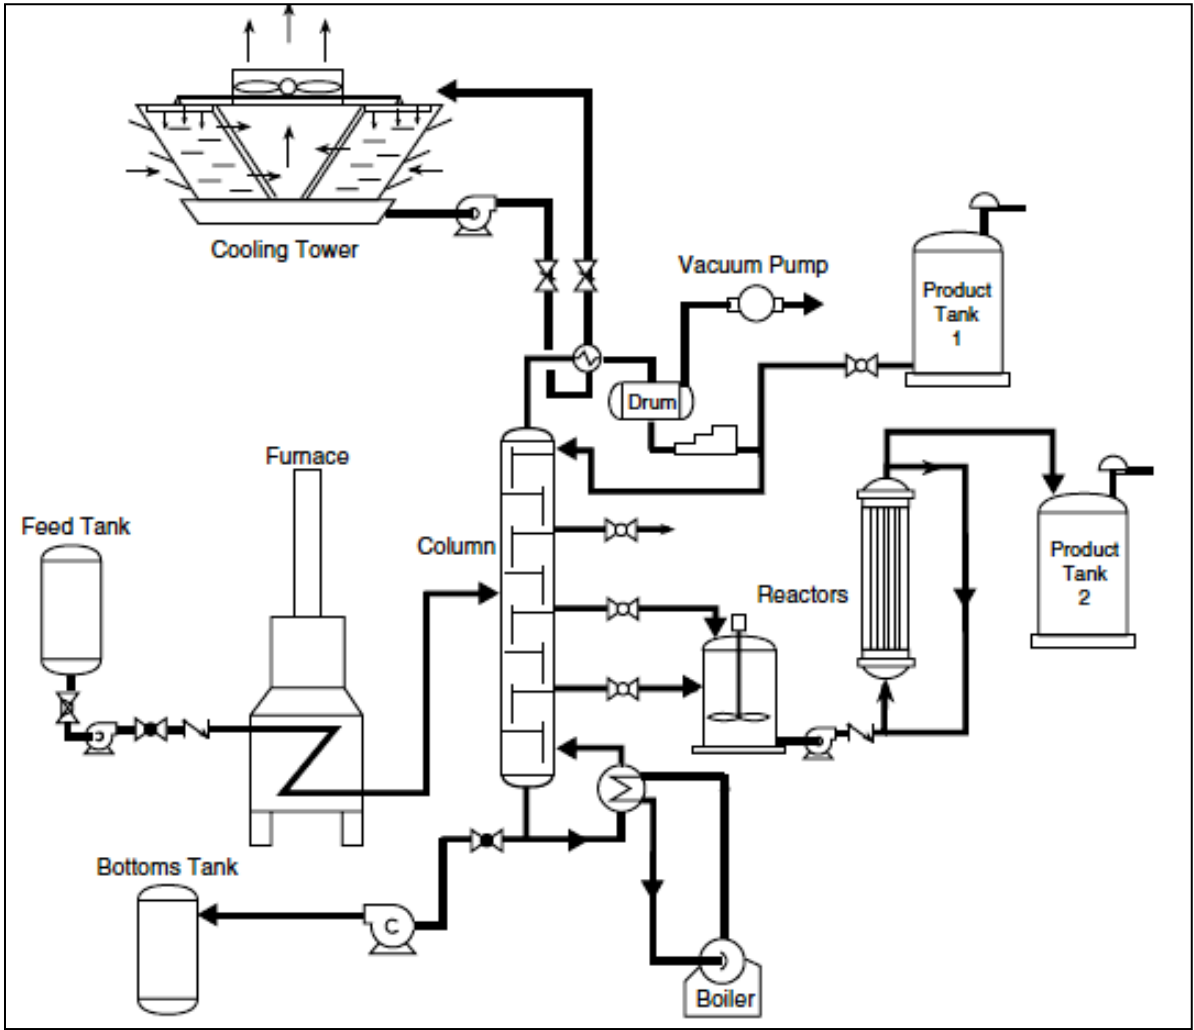 Cooling Tower
Vacuum Pump
Product
Tank
1
Drum
Furnace
Feed Tank
Column
Product
Tank
2
Reactors
Bottoms Tank
C
Boiler